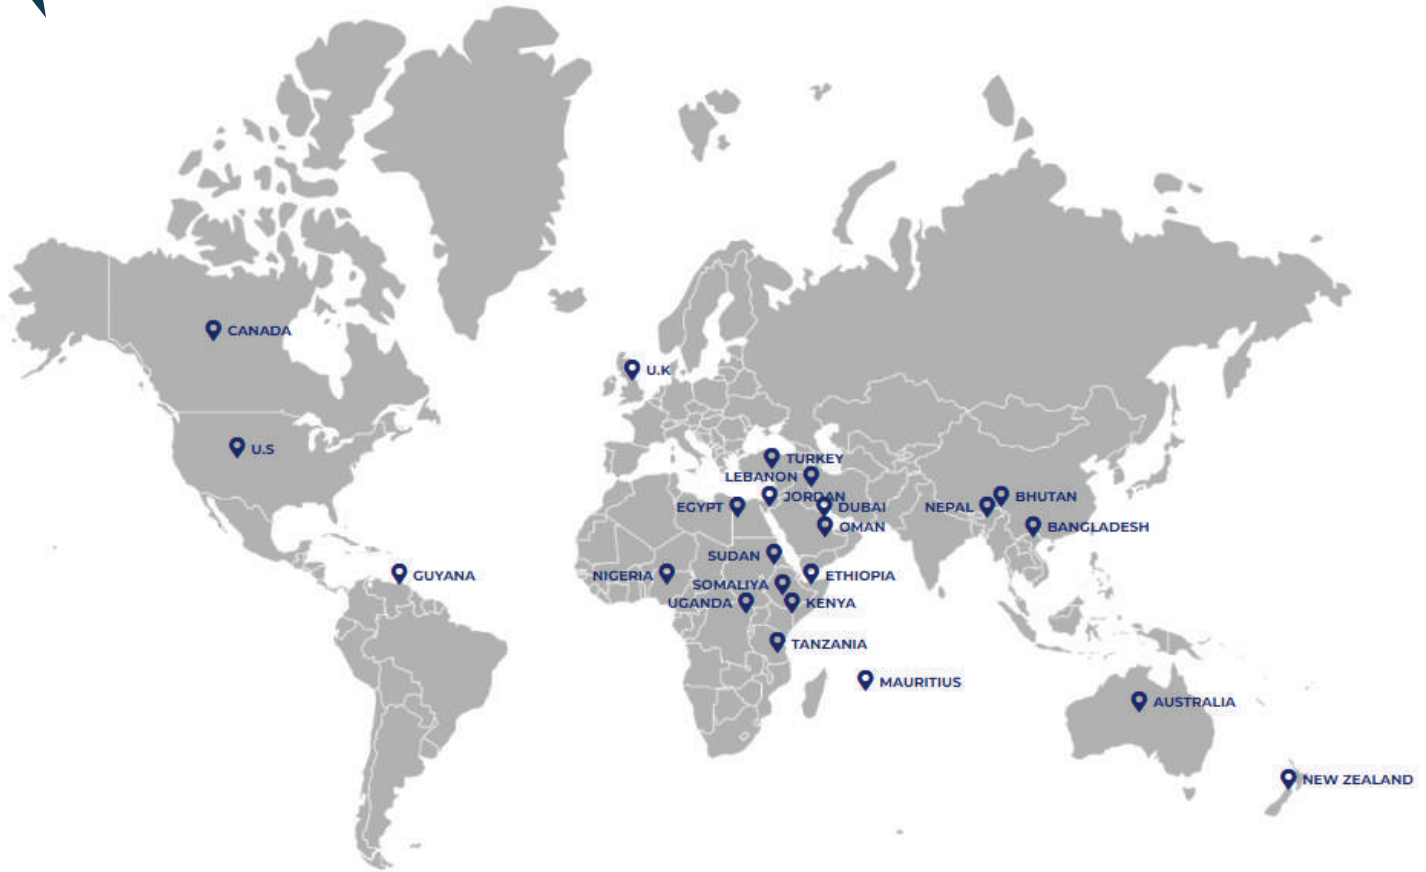 CANADA
U.K
U.S
TURKEY
LEBANON
JORDAN
EGYPT
DUBAI
NEPAL
BHUTAN
OMAN
BANGLADESH
SUDAN
GUYANA
NIGERIA
SOMALIYA
ETHIOPIA
UGANDA
KENYA
TANZANIA
MAURITIUS
AUSTRALIA
NEW ZEALAND